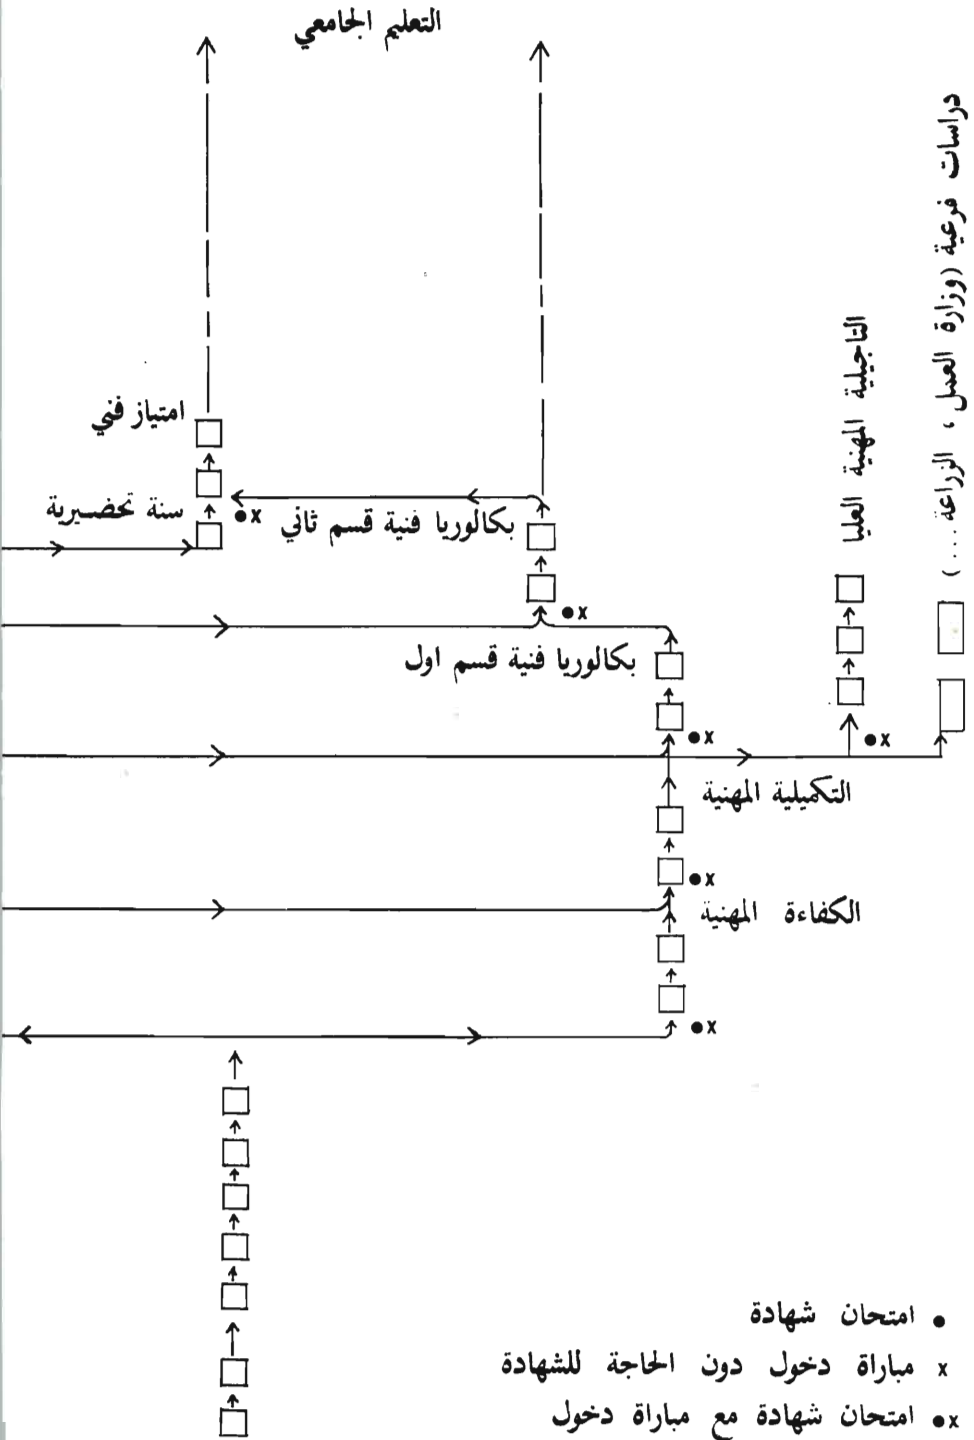 التعليم الجامعي
دراسات فرعية (وزارة العمل ، الزراعة ...)
التاجيلية المهنية العليا
امتياز فني
سنة تحضيرية
●x
بكالوريا فنية قسم ثاني
●x
بكالوريا فنية قسم اول
●x
●x
التكميلية المهنية
●x
الكفاءة المهنية
●x
● امتحان شهادة
x مباراة دخول دون الحاجة للشهادة
●x امتحان شهادة مع مباراة دخول